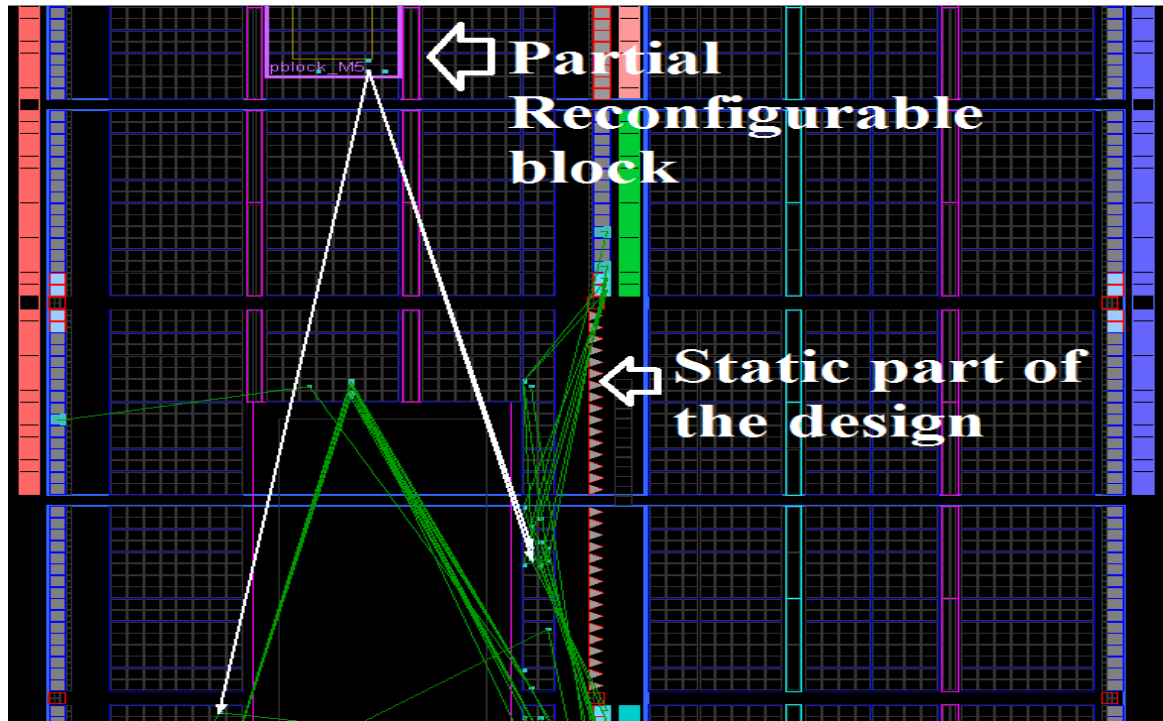 Partial
Reconfigurable
block
pblock_M5
Static part of
the design